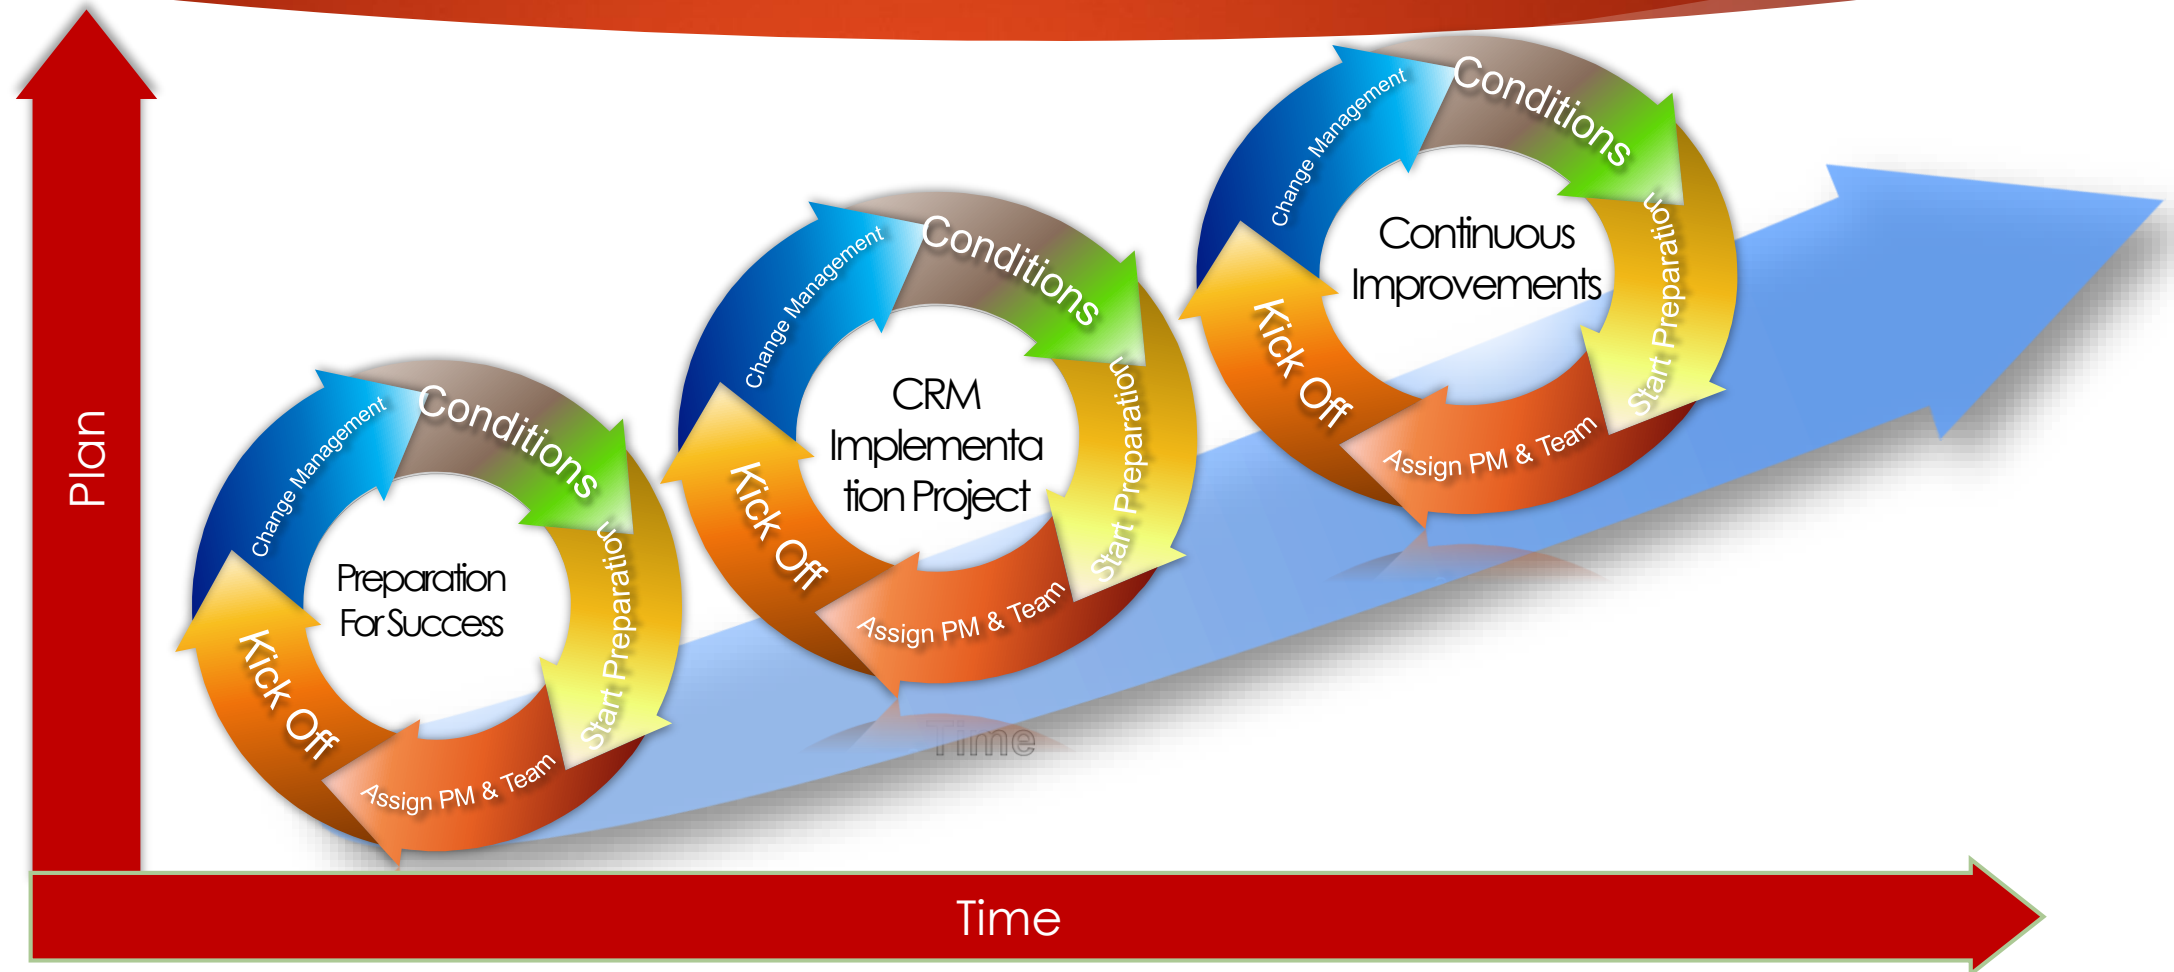 Plan
Change Management
Conditions
Start Preparation
Assign PM & Team
Kick Off
Preparation
For Success
Change Management
Conditions
Start Preparation
Assign PM & Team
Kick Off
CRM
Implementa
tion Project
Change Management
Conditions
Start Preparation
Assign PM & Team
Kick Off
Continuous
Improvements
Time
Time